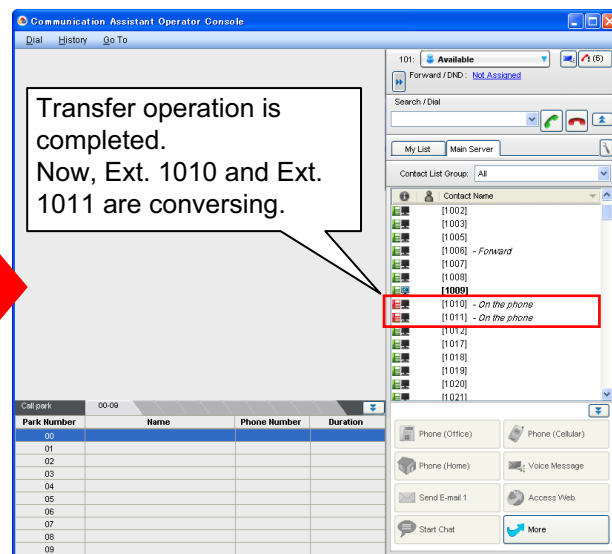 Communication Assistant Operator Console
Dial History Go To
101: Available (6)
Forward / DND : Not Assigned
Search / Dial
My List Main Server
Contact List Group: All
Contact Name
[1002]
[1003]
[1005]
[1006] - Forward
[1007]
[1008]
[1009]
[1010] - On the phone
[1011] - On the phone
[1012]
[1017]
[1018]
[1019]
[1020]
[1021]
Transfer operation is
completed.
Now, Ext. 1010 and Ext.
1011 are conversing.
Call park 00-09
Park Number Name Phone Number Duration
00
01
02
03
04
05
06
07
08
09
Phone (Office) Phone (Cellular)
Phone (Home) Voice Message
Send E-mail 1 Access Web
Start Chat More